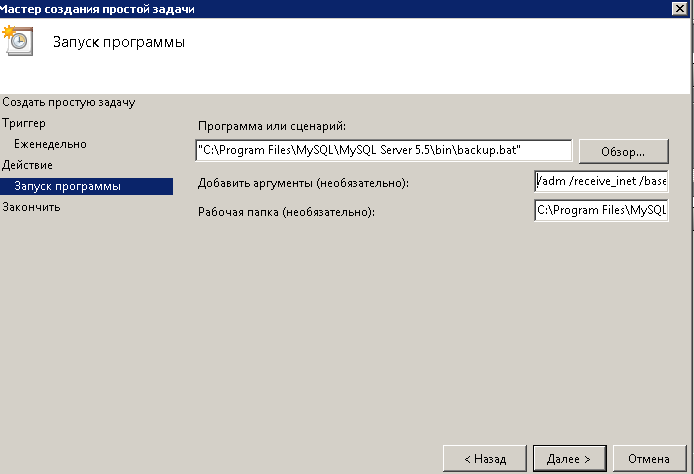 Мастер создания простой задачи
Запуск программы
Создать простую задачу
Триггер
Еженедельно
Действие
Запуск программы
Закончить
Программа или сценарий:
"C:\Program Files\MySQL\MySQL Server 5.5\bin\backup.bat"
Обзор...
Добавить аргументы (необязательно):
/adm /receive_inet /base
Рабочая папка (необязательно):
C:\Program Files\MySQL
< Назад
Далее >
Отмена